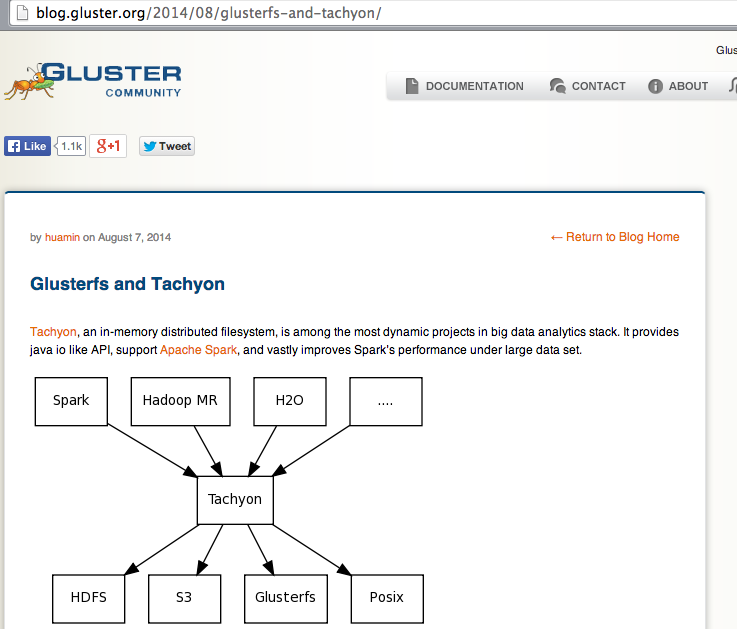 blog.gluster.org/2014/08/glusterfs-and-tachyon/
Glus
GLUSTER
COMMUNITY
DOCUMENTATION
CONTACT
ABOUT
Like
1.1k
g+1
Tweet
by huamin on August 7, 2014
← Return to Blog Home
Glusterfs and Tachyon
Tachyon, an in-memory distributed filesystem, is among the most dynamic projects in big data analytics stack. It provides
java io like API, support Apache Spark, and vastly improves Spark's performance under large data set.
Spark
Hadoop MR
H2O
....
Tachyon
HDFS
S3
Glusterfs
Posix